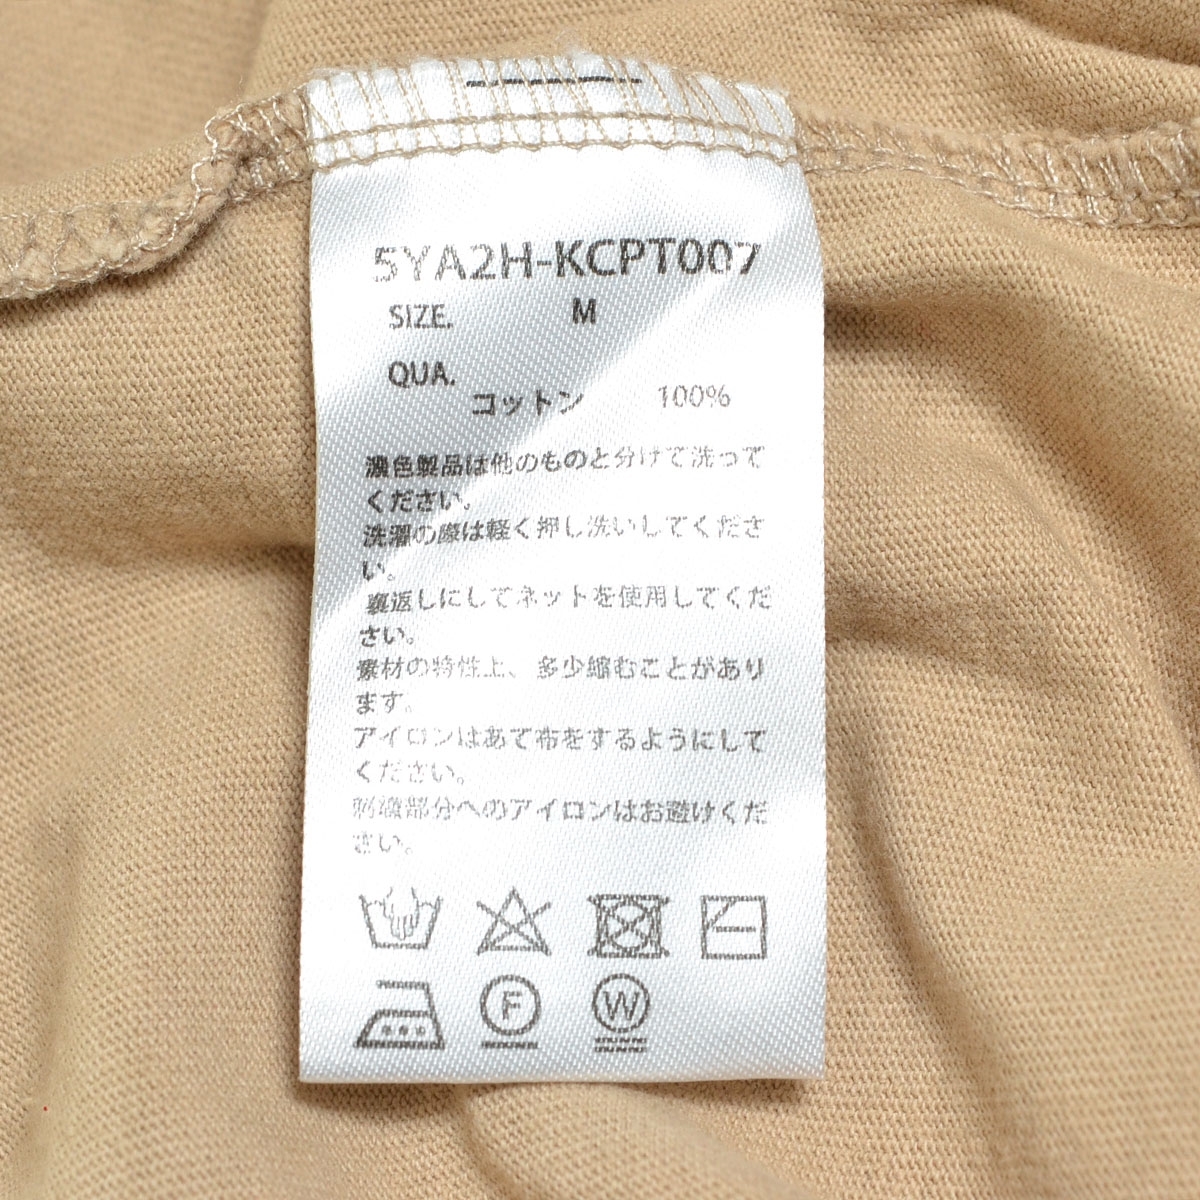 5YA2H-KCPT007
SIZE. M
QUA.
コットン 100%
濃色製品は他のものと分けて洗って
ください。
洗濯の際は軽く押し洗いしてくださ
い。
裏返しにしてネットを使用してくだ
さい。
素材の特性上、多少縮むことがあり
ます。
アイロンはあて布をするようにして
ください。
刺繍部分へのアイロンはお避けくだ
さい。
F W